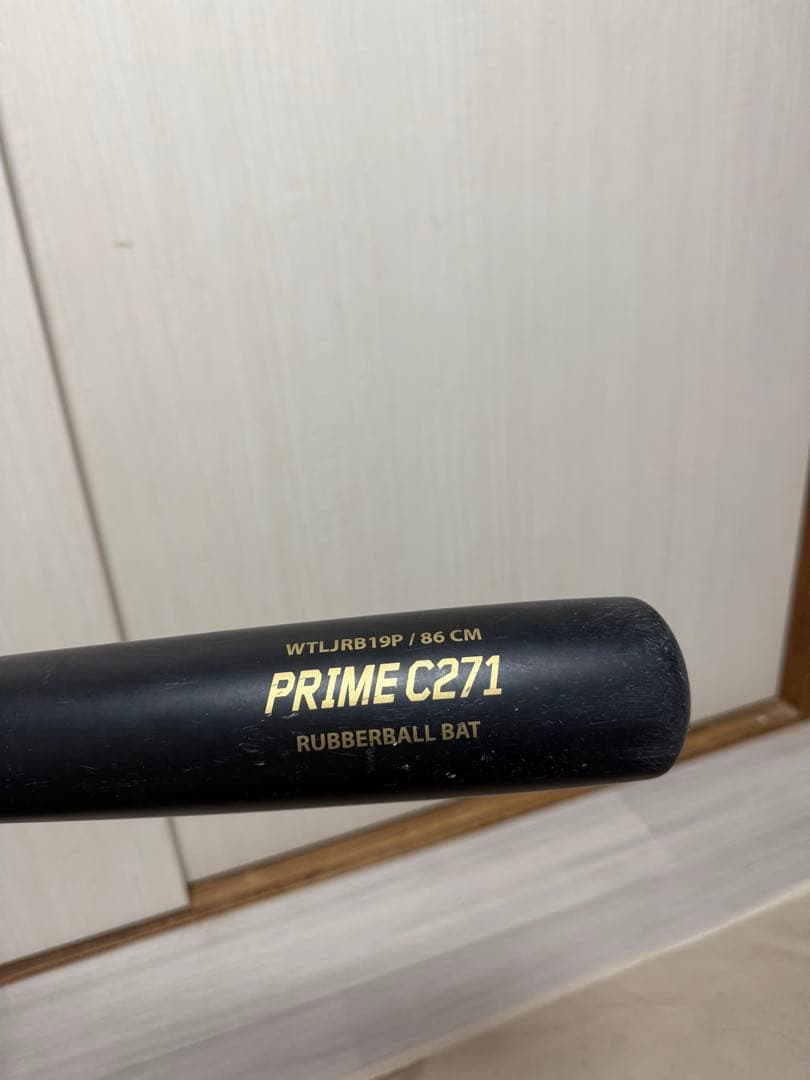 WTLJRB19P / 86 CM
PRIME C271
RUBBERBALL BAT